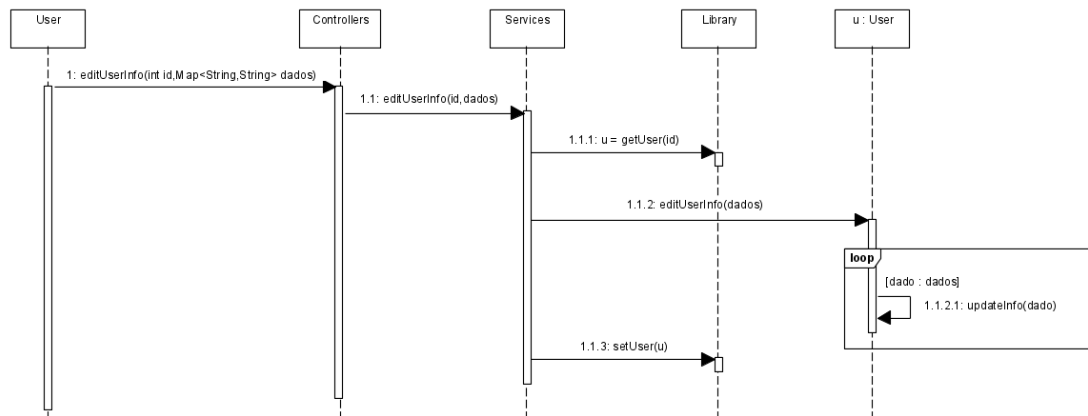 User
Controllers
Services
Library
u : User
1: editUserInfo(int id,Map<String,String> dados)
1.1: editUserInfo(id,dados)
1.1.1: u = getUser(id)
1.1.2: editUserInfo(dados)
loop
[dado : dados]
1.1.2.1: updateInfo(dado)
1.1.3: setUser(u)